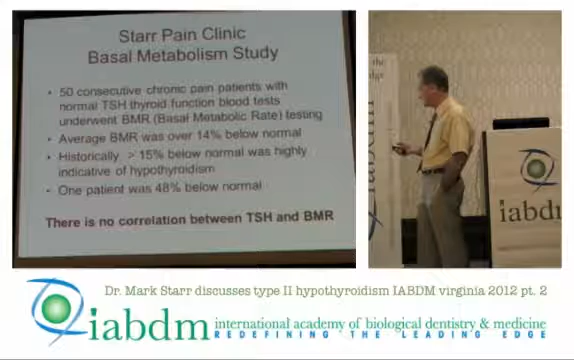 Starr Pain Clinic
Basal Metabolism Study
• 50 consecutive chronic pain patients with
normal TSH thyroid function blood tests
underwent BMR (Basal Metabolic Rate) testing
• Average BMR was over 14% below normal
• Historically > 15% below normal was highly
indicative of hypothyroidism
• One patient was 48% below normal
There is no correlation between TSH and BMR
the
iabdm
iabdm
Dr. Mark Starr discusses type II hypothyroidism IABDM virginia 2012 pt. 2
iabdm international academy of biological dentistry & medicine
REDEFINING THE LEADING EDGE